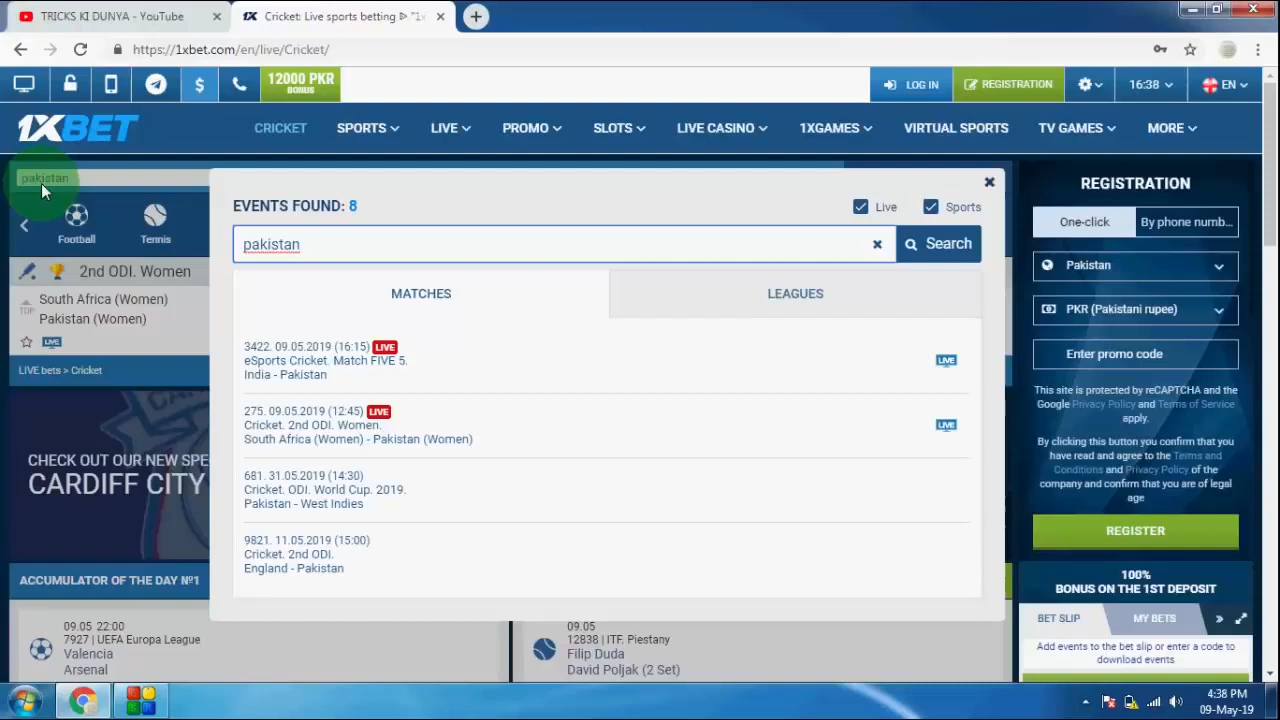 TRICKS KI DUNYA - YouTube
Cricket: Live sports betting ᐉ "1x
https://1xbet.com/en/live/Cricket/
12000 PKR
BONUS
LOG IN
REGISTRATION
16:38
EN
1XBET
CRICKET
SPORTS
LIVE
PROMO
SLOTS
LIVE CASINO
1XGAMES
VIRTUAL SPORTS
TV GAMES
MORE
pakistan
Football
Tennis
2nd ODI. Women
TOP
South Africa (Women)
Pakistan (Women)
LIVE
LIVE bets > Cricket
CHECK OUT OUR NEW SPE
CARDIFF CITY
ACCUMULATOR OF THE DAY №1
09.05 22:00
7927 | UEFA Europa League
Valencia
Arsenal
09.05
12838 | ITF. Piestany
Filip Duda
David Poljak (2 Set)
EVENTS FOUND: 8
Live
Sports
pakistan
Search
MATCHES
LEAGUES
3422. 09.05.2019 (16:15) LIVE
eSports Cricket. Match FIVE 5.
India - Pakistan
LIVE
275. 09.05.2019 (12:45) LIVE
Cricket. 2nd ODI. Women.
South Africa (Women) - Pakistan (Women)
LIVE
681. 31.05.2019 (14:30)
Cricket. ODI. World Cup. 2019.
Pakistan - West Indies
9821. 11.05.2019 (15:00)
Cricket. 2nd ODI.
England - Pakistan
REGISTRATION
One-click
By phone numb...
Pakistan
PKR (Pakistani rupee)
Enter promo code
This site is protected by reCAPTCHA and the
Google Privacy Policy and Terms of Service
apply.
By clicking this button you confirm that you
have read and agree to the Terms and
Conditions and Privacy Policy of the
company and confirm that you are of legal
age
REGISTER
100%
BONUS ON THE 1ST DEPOSIT
BET SLIP
MY BETS
Add events to the bet slip or enter a code to
download events
4:38 PM
09-May-19